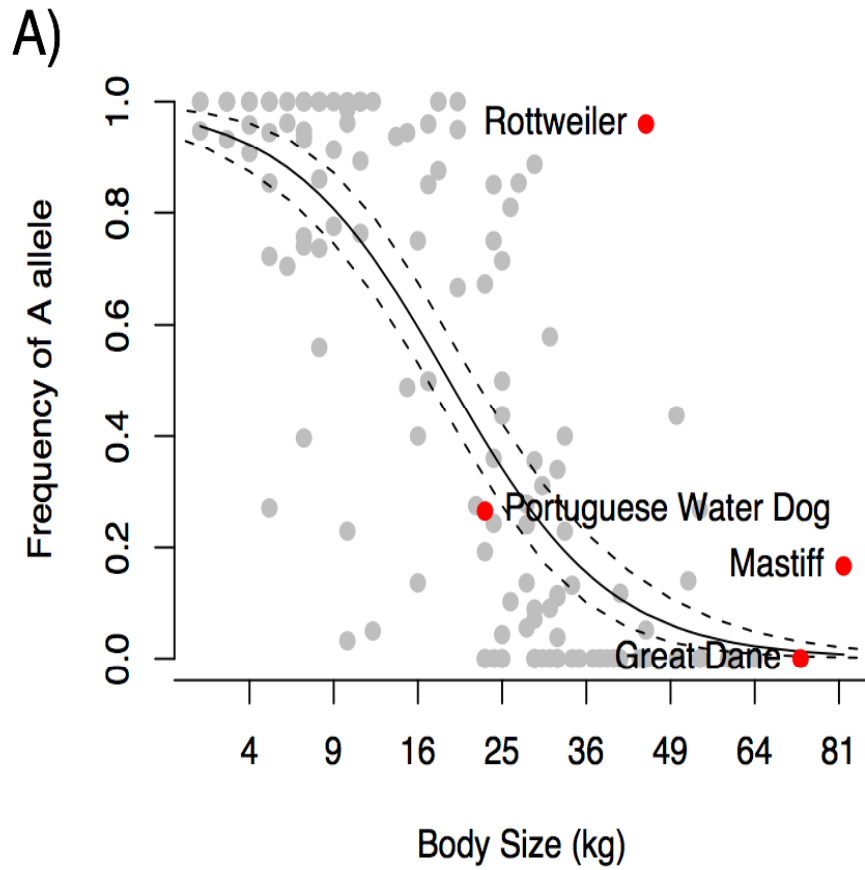 A)
Frequency of A allele
1.0
0.8
0.6
0.4
0.2
0.0
Rottweiler
Portuguese Water Dog
Mastiff
Great Dane
4 9 16 25 36 49 64 81
Body Size (kg)